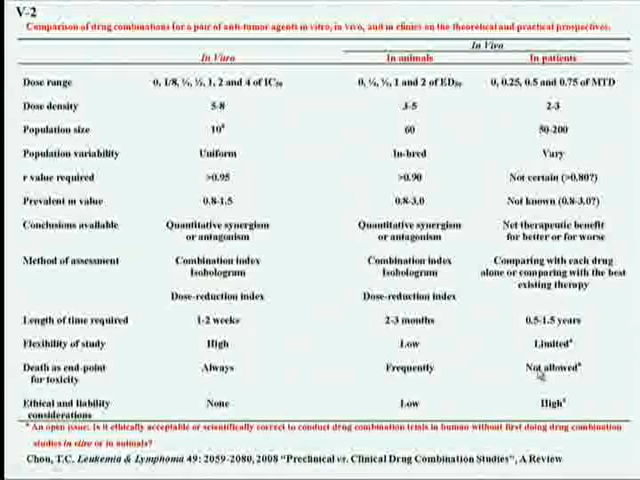 V-2
Comparison of drug combinations for a pair of anti-tumor agents in vitro, in vivo, and in clinics on the theoretical and practical prospectives.
In Vivo
In Vitro In animals In patients
Dose range 0, 1/8, ¼, ½, 1, 2 and 4 of IC₅₀ 0, ¼, ½, 1 and 2 of ED₅₀ 0, 0.25, 0.5 and 0.75 of MTD
Dose density 5-8 3-5 2-3
Population size 60 50-200
Population variability Uniform In-bred Vary
r value required >0.95 >0.90 Not certain (>0.80?)
Prevalent m value 0.8-1.5 0.8-3.0 Not known (0.8-3.0?)
Conclusions available Quantitative synergism Quantitative synergism Net therapeutic benefit
or antagonism or antagonism for better or for worse
Method of assessment Combination index Combination index Comparing with each drug
Isobologram Isobologram alone or comparing with the best
existing therapy
Dose-reduction index Dose-reduction index
Length of time required 1-2 weeks 2-3 months 0.5-1.5 years
Flexibility of study High Low Limitedᵃ
Death as end-point Always Frequently Not allowedᵃ
for toxicity
Ethical and liability None Low Highᵃ
considerations
ᵃ An open issue: Is it ethically acceptable or scientifically correct to conduct drug combination trials in human without first doing drug combination
studies in vitro or in animals?
Chou, T.C. Leukemia & Lymphoma 49: 2059-2080, 2008 "Preclinical vs. Clinical Drug Combination Studies", A Review